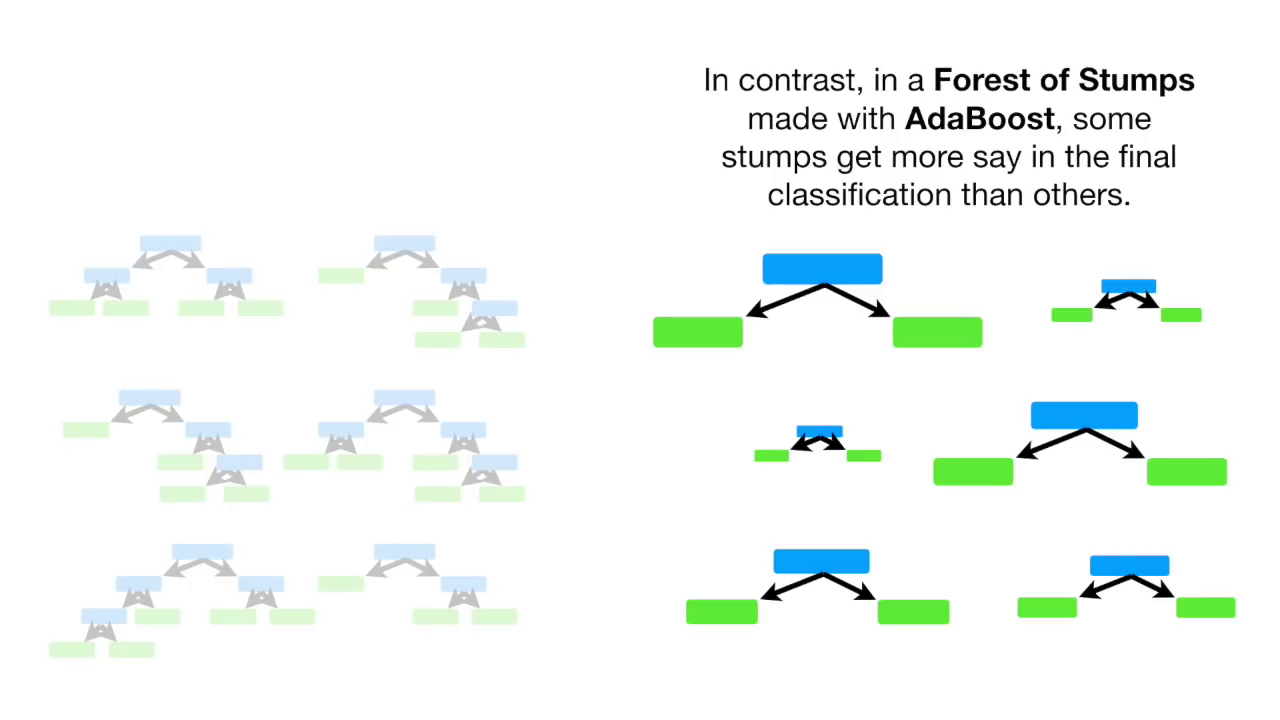 In contrast, in a Forest of Stumps
made with AdaBoost, some
stumps get more say in the final
classification than others.